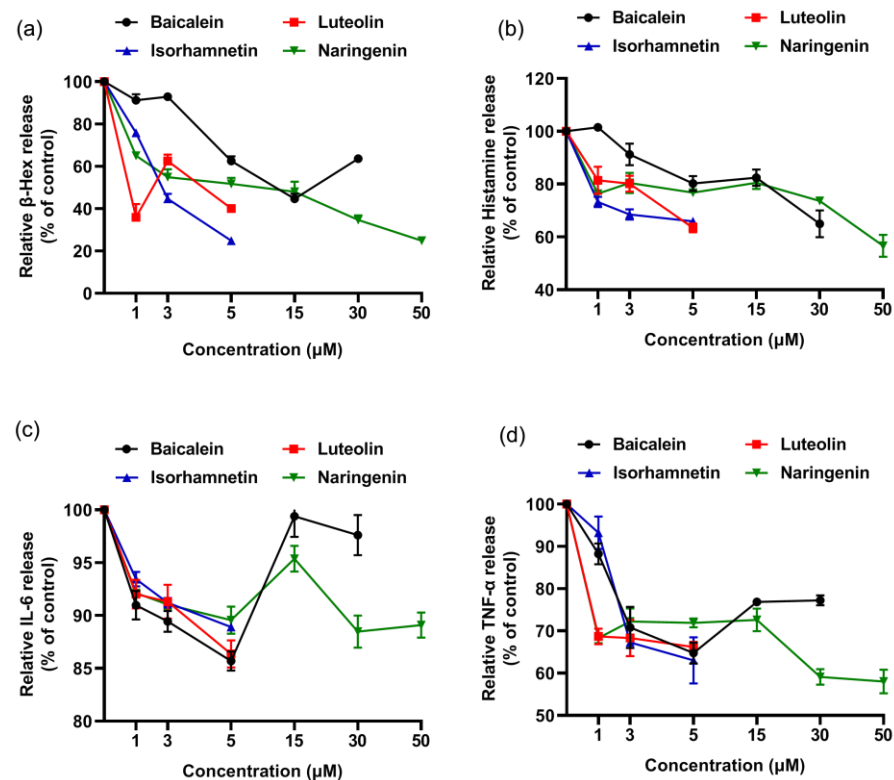 (a)
Baicalein
Luteolin
Isorhamnetin
Naringenin
Relative β-Hex release
(% of control)
100
80
60
40
20
0
1 3 5 15 30 50
Concentration (μM)
(b)
Baicalein
Luteolin
Isorhamnetin
Naringenin
Relative Histamine release
(% of control)
120
100
80
60
40
1 3 5 15 30 50
Concentration (μM)
(c)
Baicalein
Luteolin
Isorhamnetin
Naringenin
Relative IL-6 release
(% of control)
100
95
90
85
80
1 3 5 15 30 50
Concentration (μM)
(d)
Baicalein
Luteolin
Isorhamnetin
Naringenin
Relative TNF-α release
(% of control)
100
90
80
70
60
50
1 3 5 15 30 50
Concentration (μM)